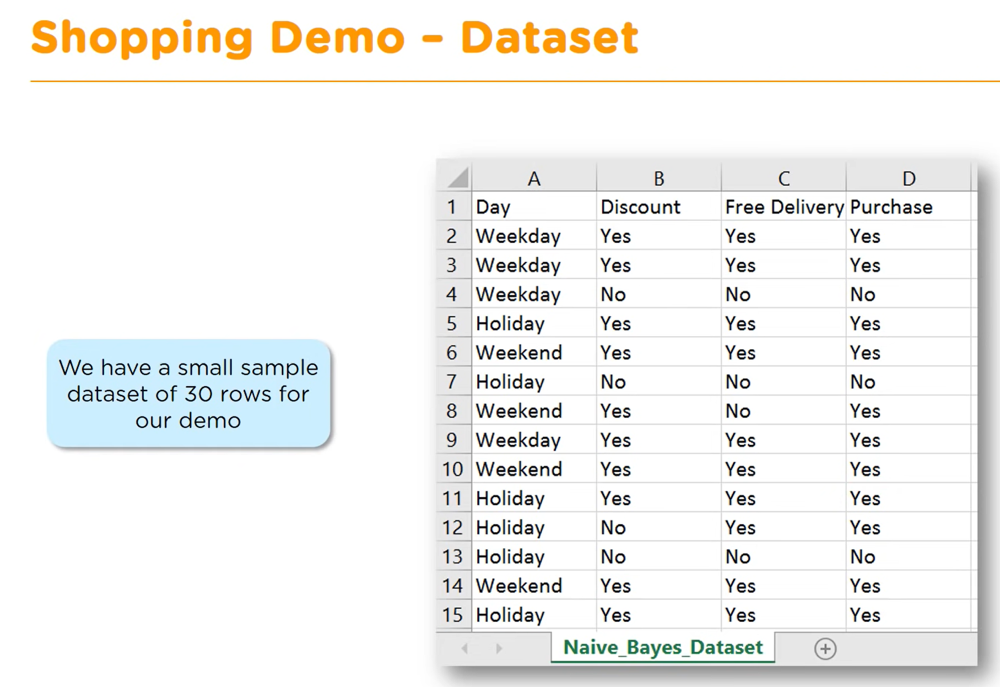 Shopping Demo – Dataset
We have a small sample
dataset of 30 rows for
our demo
A B C D
1 Day Discount Free Delivery Purchase
2 Weekday Yes Yes Yes
3 Weekday Yes Yes Yes
4 Weekday No No No
5 Holiday Yes Yes Yes
6 Weekend Yes Yes Yes
7 Holiday No No No
8 Weekend Yes No Yes
9 Weekday Yes Yes Yes
10 Weekend Yes Yes Yes
11 Holiday Yes Yes Yes
12 Holiday No Yes Yes
13 Holiday No No No
14 Weekend Yes Yes Yes
15 Holiday Yes Yes Yes
Naive_Bayes_Dataset